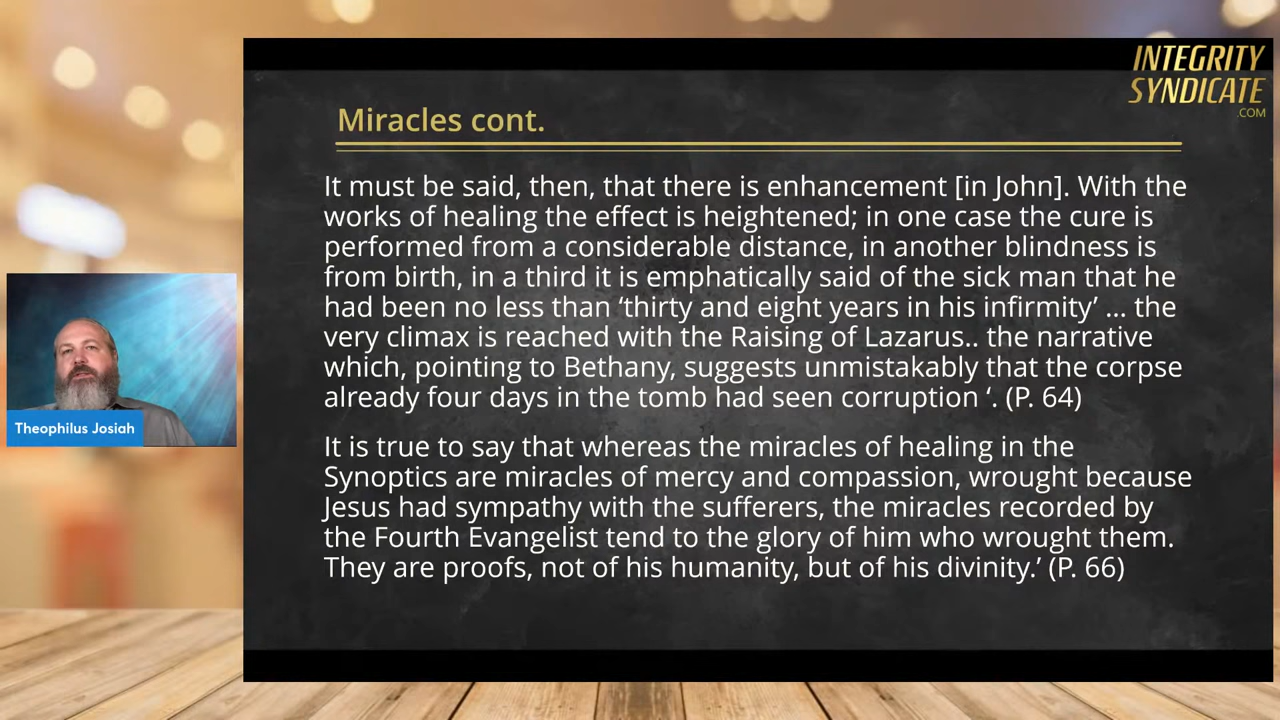 INTEGRITY
SYNDICATE
.COM
Miracles cont.
It must be said, then, that there is enhancement [in John]. With the
works of healing the effect is heightened; in one case the cure is
performed from a considerable distance, in another blindness is
from birth, in a third it is emphatically said of the sick man that he
had been no less than ‘thirty and eight years in his infirmity’ ... the
very climax is reached with the Raising of Lazarus.. the narrative
which, pointing to Bethany, suggests unmistakably that the corpse
already four days in the tomb had seen corruption ‘. (P. 64)
It is true to say that whereas the miracles of healing in the
Synoptics are miracles of mercy and compassion, wrought because
Jesus had sympathy with the sufferers, the miracles recorded by
the Fourth Evangelist tend to the glory of him who wrought them.
They are proofs, not of his humanity, but of his divinity.’ (P. 66)
Theophilus Josiah